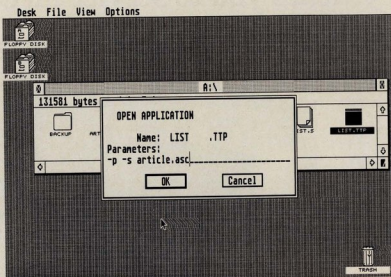 Desk File View Options
FLOPPY DISK
FLOPPY DISK
A:\
131581 bytes
BACKUP
ART
IST.S
LIST.TTP
OPEN APPLICATION
Name: LIST .TTP
Parameters:
-p -s article.asc
OK
Cancel
TRASH